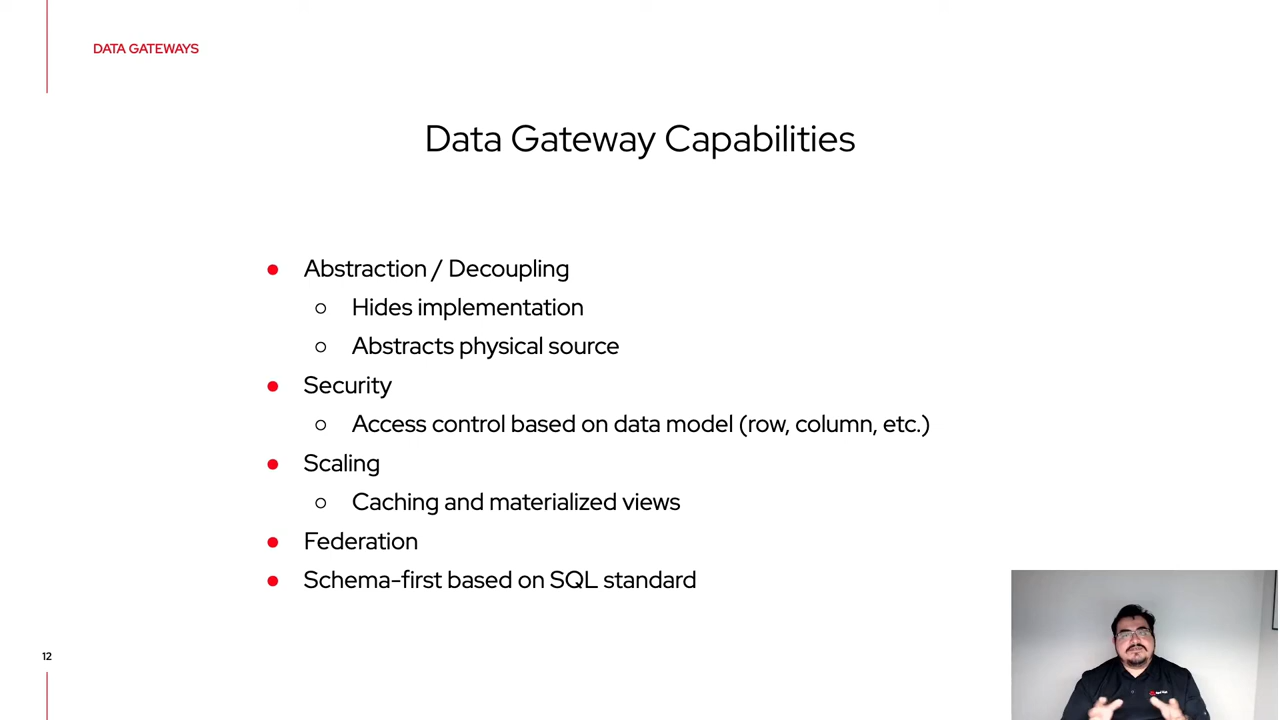 DATA GATEWAYS
Data Gateway Capabilities
● Abstraction / Decoupling
○ Hides implementation
○ Abstracts physical source
● Security
○ Access control based on data model (row, column, etc.)
● Scaling
○ Caching and materialized views
● Federation
● Schema-first based on SQL standard
12